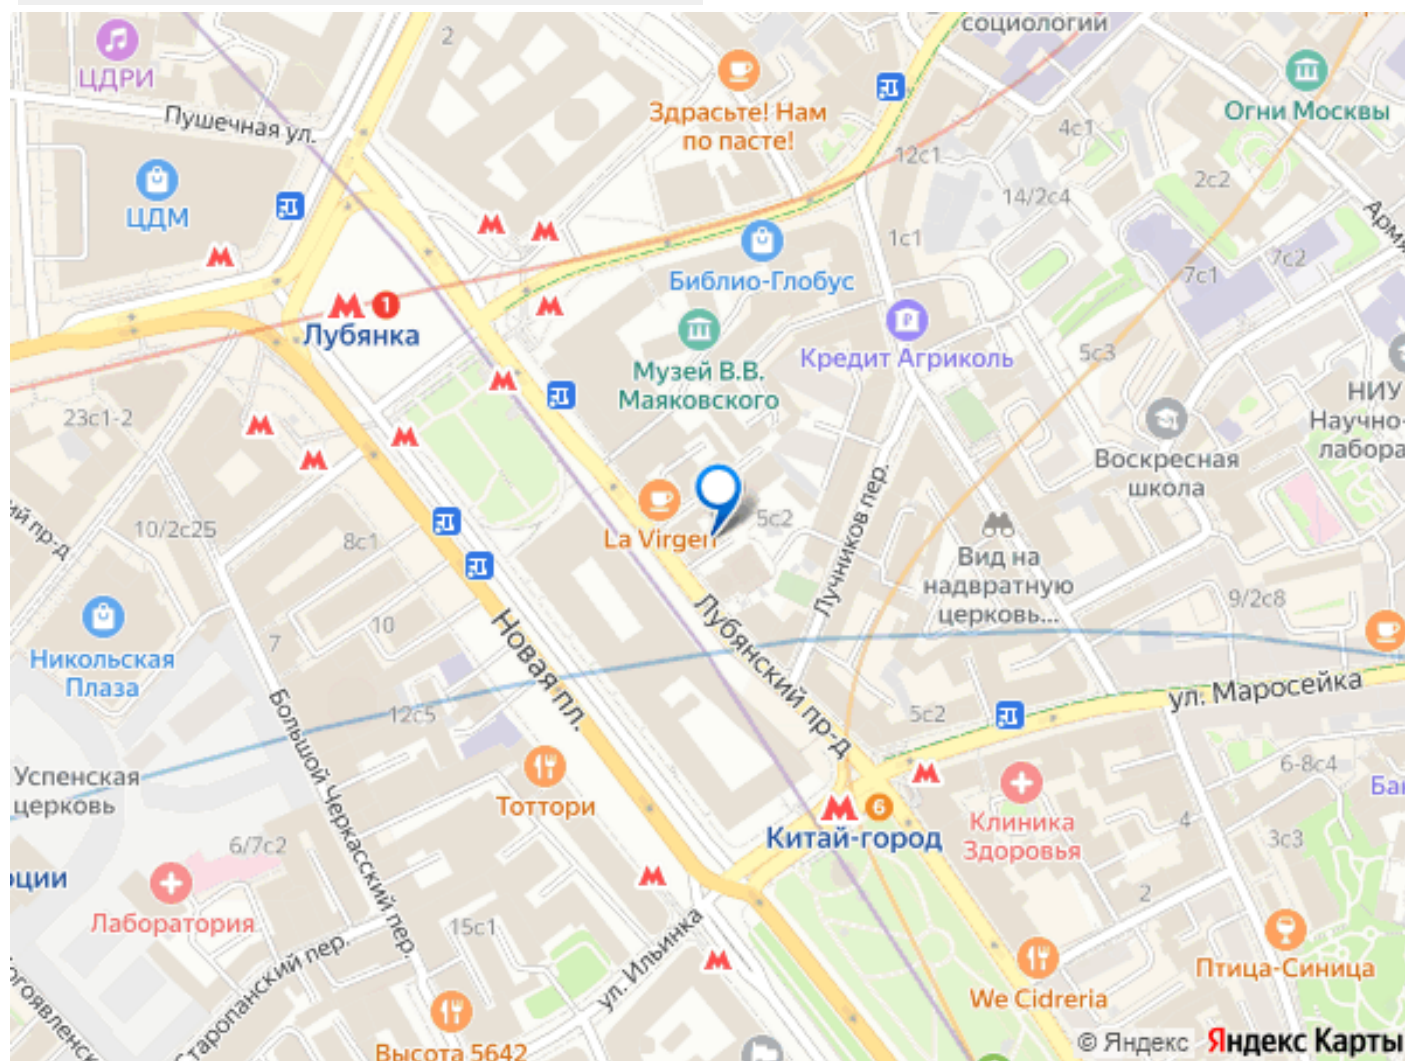 социологии
2
ЦДРИ
Пушечная ул.
Здрасьте! Нам
по пасте!
Огни Москвы
4с1
12с1
2с2
14/2с4
ЦДМ
1с1
7с2
7с1
Библио-Глобус
1
Лубянка
Кредит Агриколь
5с3
Музей В.В.
Маяковского
НИУ
Научно-
лабора
23с1-2
Воскресная
школа
10/2с25
8с1
La Virgen
5с2
Лучников пер.
Вид на
надвратную
церковь...
9/2с8
Никольская
Плаза
7
10
Новая пл.
Лубянский пр-д
ул. Маросейка
12с5
5с2
Большой Черкасский пер.
Успенская
церковь
Тоттори
6
Китай-город
Клиника
Здоровья
6-8с4
4
3с3
6/7с2
Лаборатория
2
15с1
ул. Ильинка
Старопанский пер.
Птица-Синица
We Cidreria
Высота 5642
© Яндекс Яндекс Карты